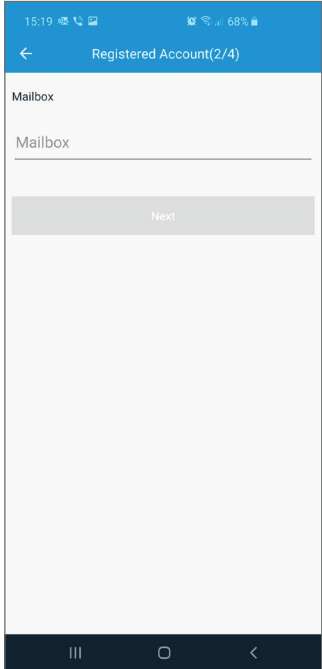 15:19 68%
Registered Account(2/4)
Mailbox
Mailbox
Next